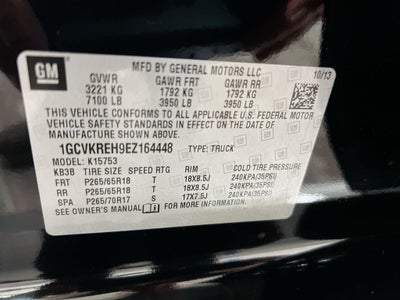 GM
MFD BY GENERAL MOTORS LLC
10/13
GVWR GAWR FRT GAWR RR
3221 KG 1792 KG 1792 KG
7100 LB 3950 LB 3950 LB
THIS VEHICLE CONFORMS TO ALL APPLICABLE U.S. FEDERAL MOTOR
VEHICLE SAFETY STANDARDS IN EFFECT ON THE DATE OF
MANUFACTURE SHOWN ABOVE.
1GCVKREH9EZ164448 TYPE: TRUCK
MODEL: K15753
KB3B TIRE SIZE SPEED RTG RIM COLD TIRE PRESSURE
FRT P265/65R18 T 18X8.5J 240KPA(35PSI)
RR P265/65R18 T 18X8.5J 240KPA(35PSI)
SPA P265/70R17 S 17X7.5J 240KPA(35PSI)
SEE OWNER'S MANUAL FOR MORE INFORMATION.